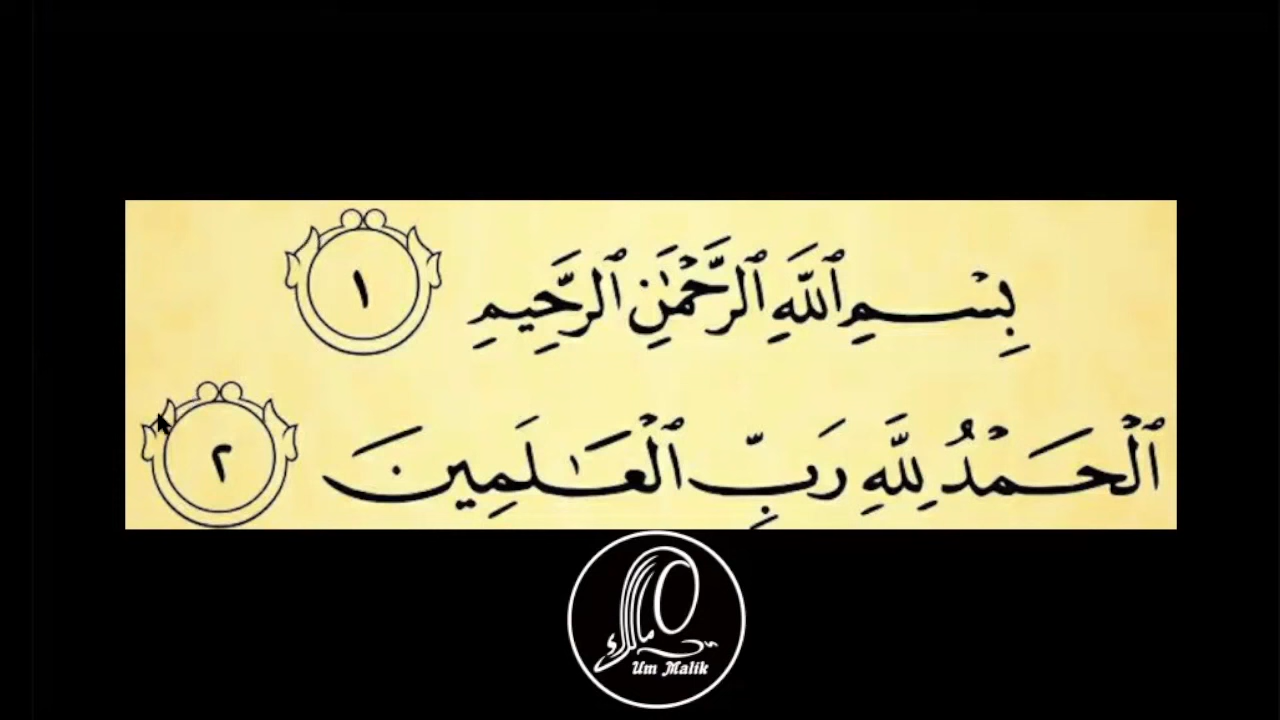 بِسْمِ ٱللَّهِ ٱلرَّحْمَٰنِ ٱلرَّحِيمِ ١
ٱلْحَمْدُ لِلَّهِ رَبِّ ٱلْعَٰلَمِينَ ٢
Um Malik